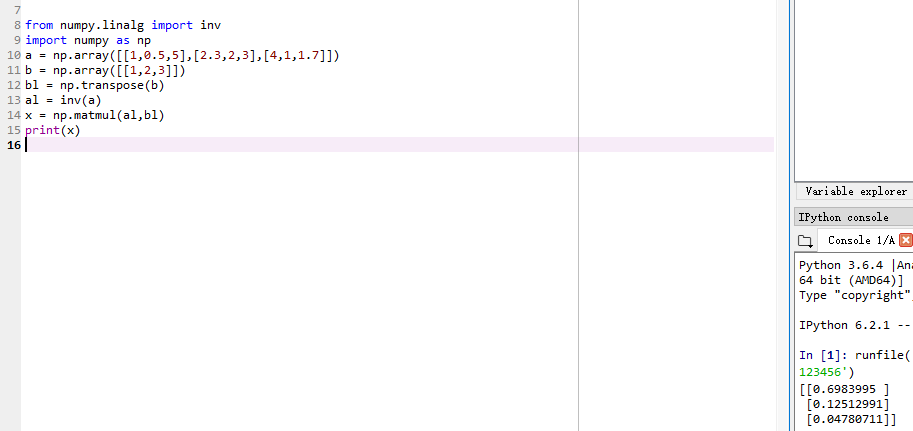 7
8 from numpy.linalg import inv
9 import numpy as np
10 a = np.array([[1,0.5,5],[2.3,2,3],[4,1,1.7]])
11 b = np.array([[1,2,3]])
12 bl = np.transpose(b)
13 al = inv(a)
14 x = np.matmul(al,bl)
15 print(x)
16
Variable explorer
IPython console
Console 1/A
Python 3.6.4 |Ana
64 bit (AMD64)]
Type "copyright",
IPython 6.2.1 --
In [1]: runfile(
123456')
[[0.6983995 ]
[0.12512991]
[0.04780711]]